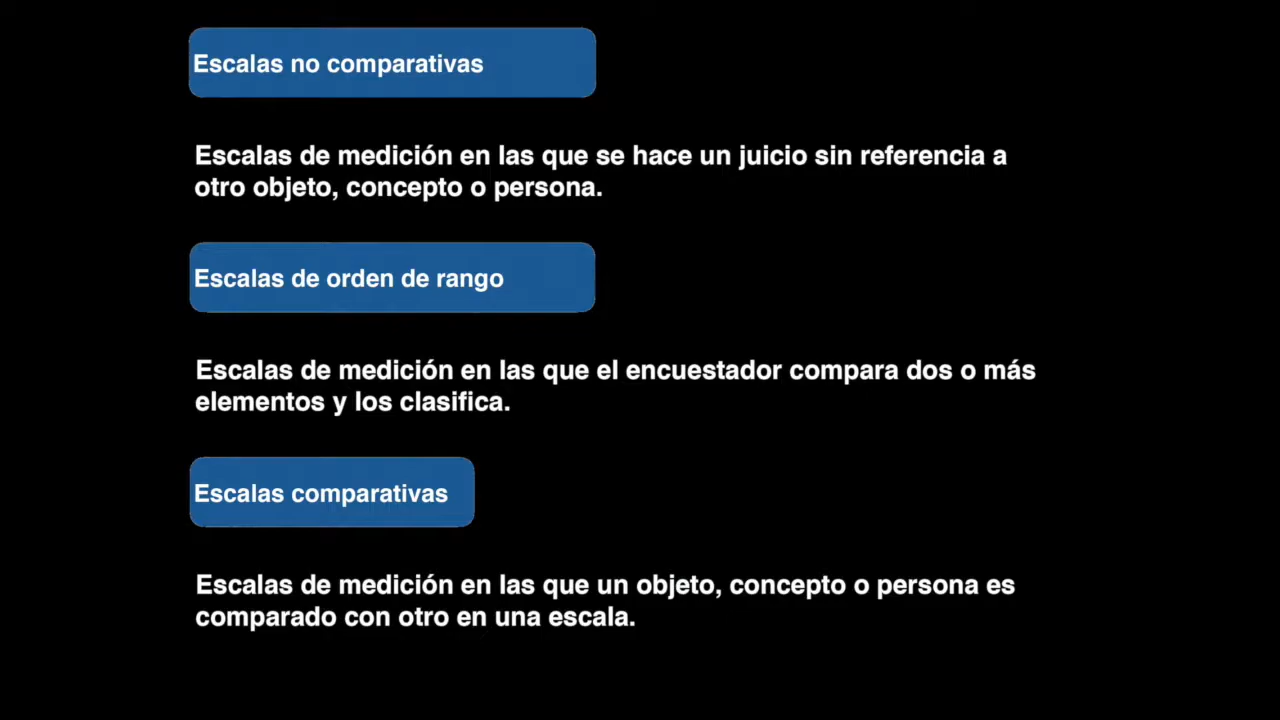 Escalas no comparativas
Escalas de medición en las que se hace un juicio sin referencia a
otro objeto, concepto o persona.
Escalas de orden de rango
Escalas de medición en las que el encuestador compara dos o más
elementos y los clasifica.
Escalas comparativas
Escalas de medición en las que un objeto, concepto o persona es
comparado con otro en una escala.